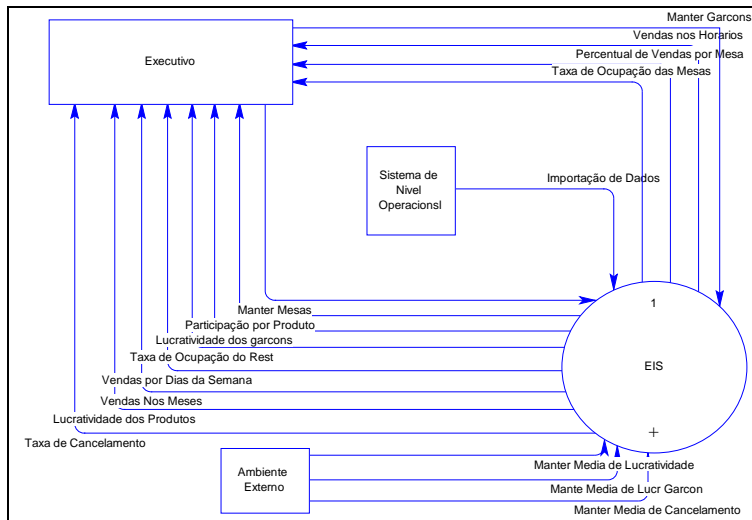 Manter Garcons
Vendas nos Horarios
Percentual de Vendas por Mesa
Taxa de Ocupação das Mesas
Executivo
Sistema de
Nivel
Operacionsl
Importação de Dados
1
EIS
+
Manter Mesas
Participação por Produto
Lucratividade dos garcons
Taxa de Ocupação do Rest
Vendas por Dias da Semana
Vendas Nos Meses
Lucratividade dos Produtos
Taxa de Cancelamento
Ambiente
Externo
Manter Media de Lucratividade
Mante Media de Lucr Garcon
Manter Media de Cancelamento